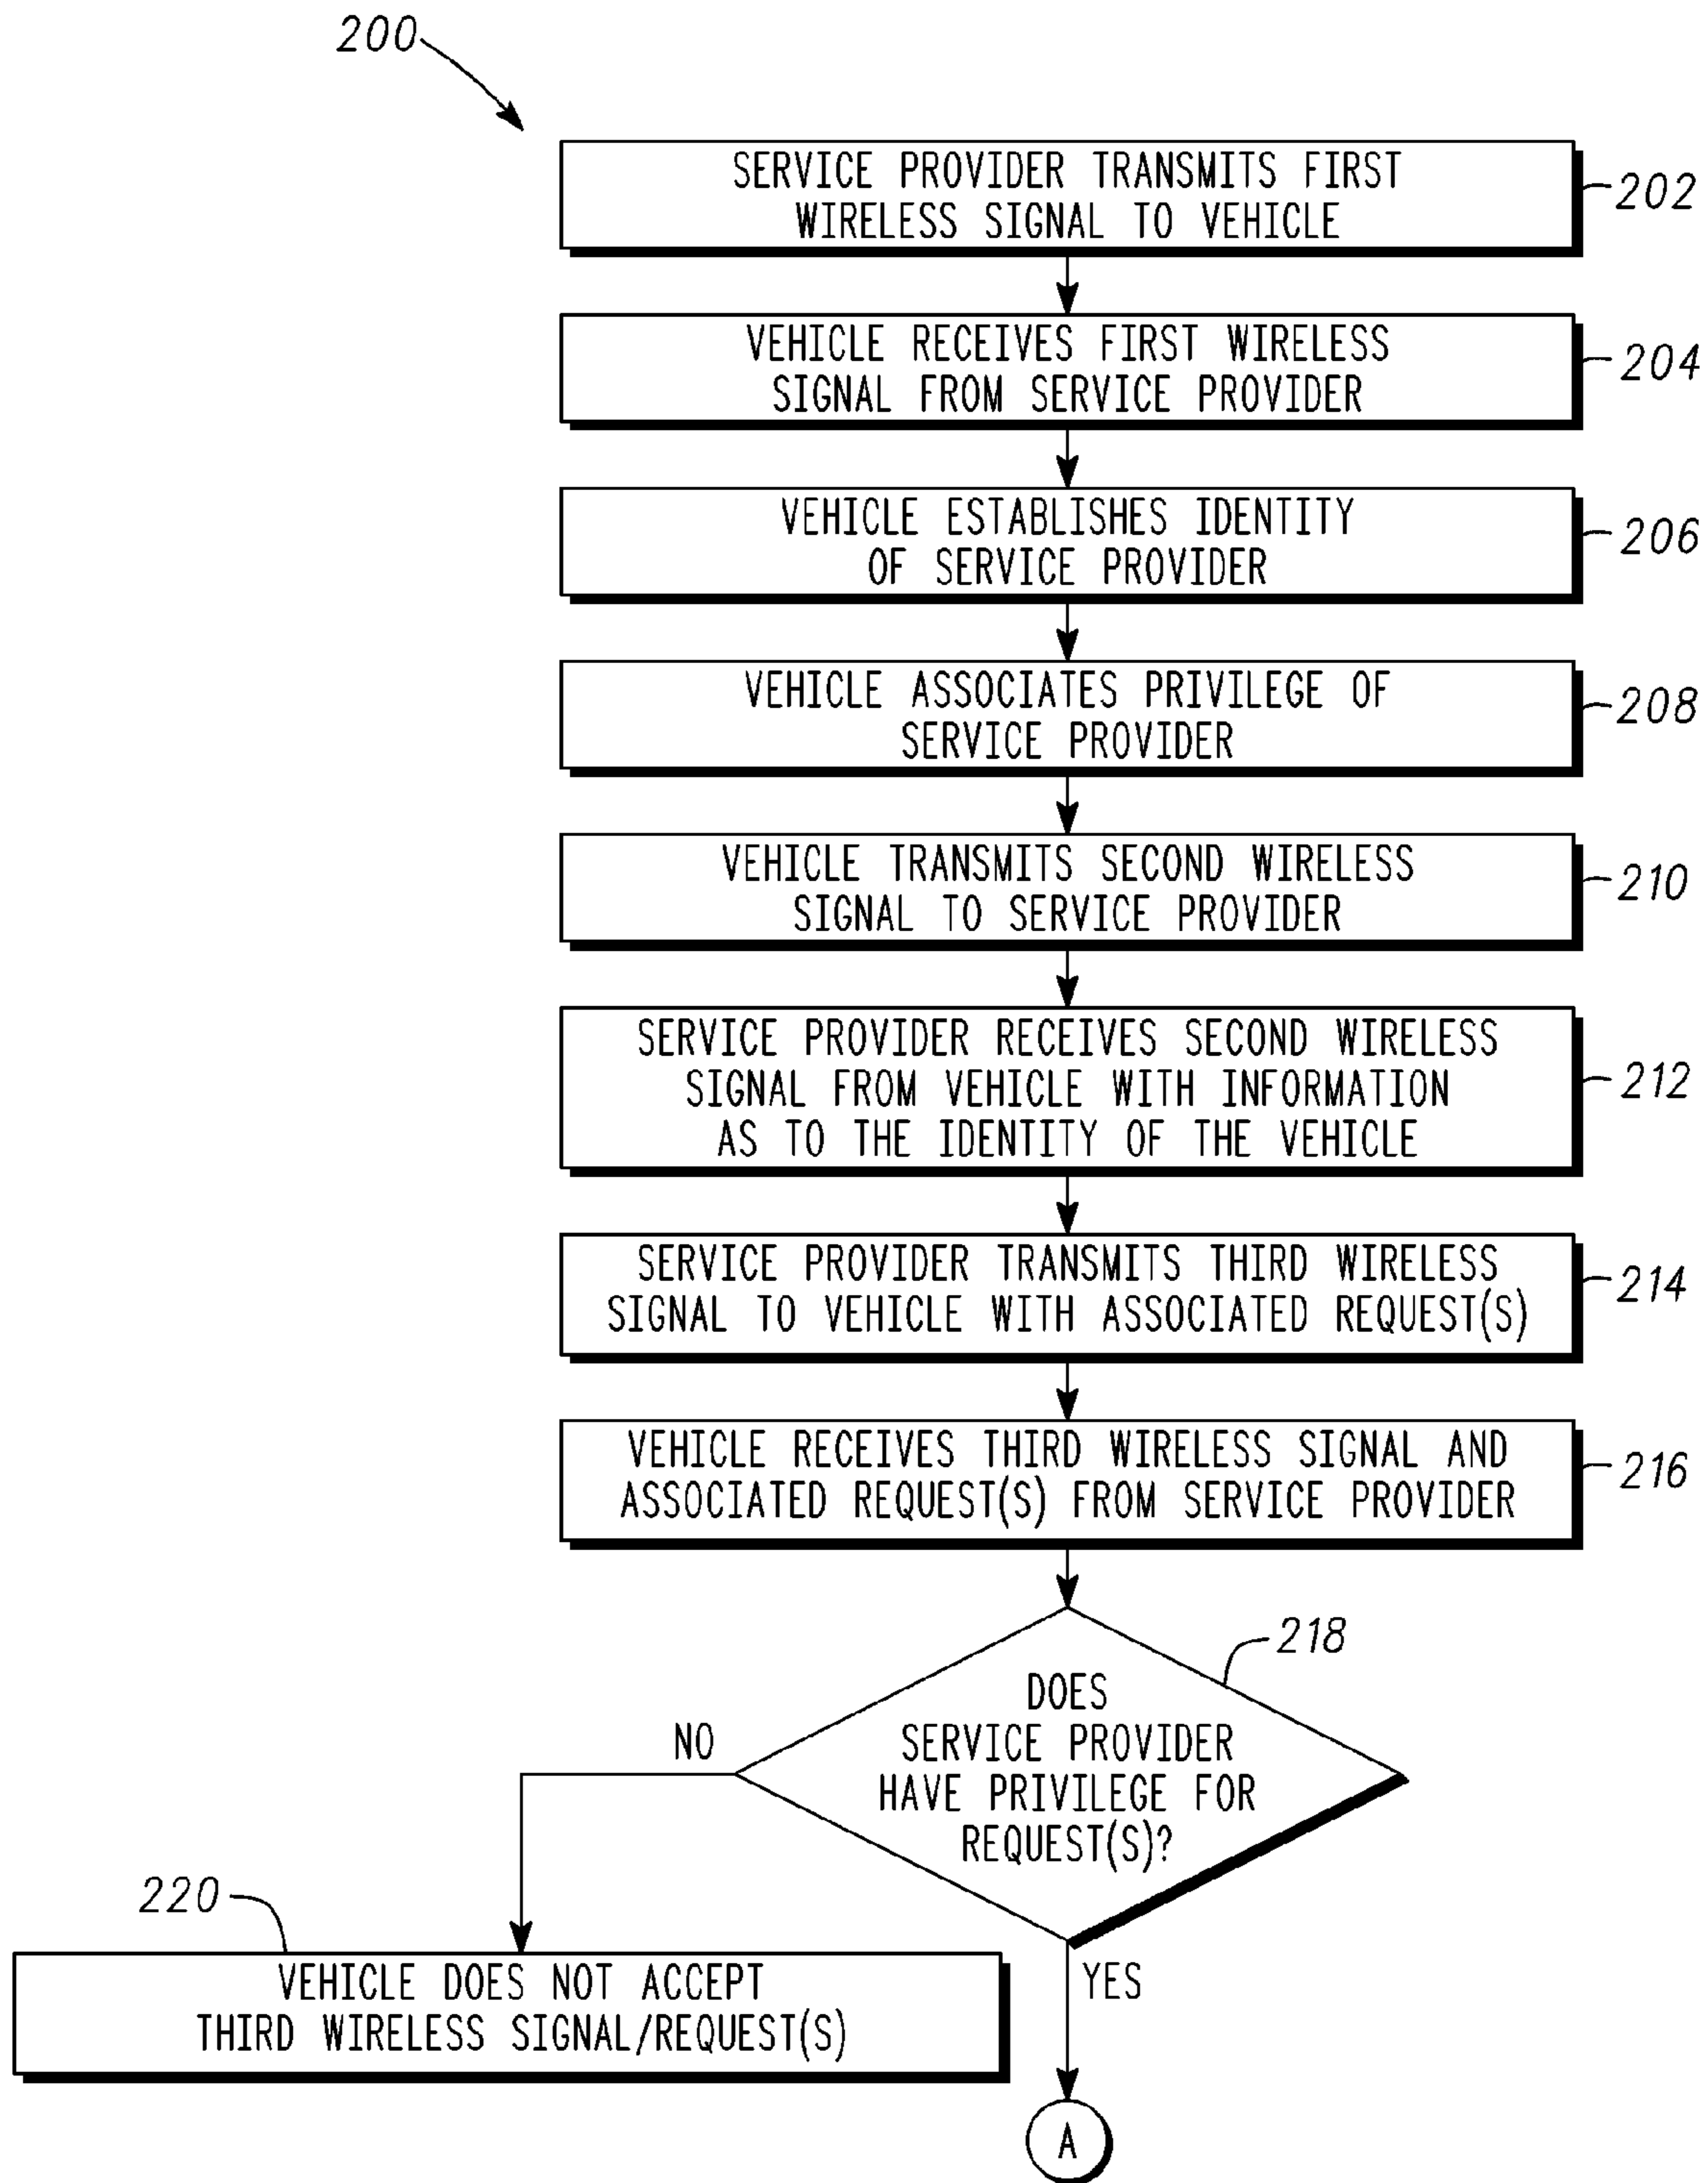 200
SERVICE PROVIDER TRANSMITS FIRST
WIRELESS SIGNAL TO VEHICLE
202
VEHICLE RECEIVES FIRST WIRELESS
SIGNAL FROM SERVICE PROVIDER
204
VEHICLE ESTABLISHES IDENTITY
OF SERVICE PROVIDER
206
VEHICLE ASSOCIATES PRIVILEGE OF
SERVICE PROVIDER
208
VEHICLE TRANSMITS SECOND WIRELESS
SIGNAL TO SERVICE PROVIDER
210
SERVICE PROVIDER RECEIVES SECOND WIRELESS
SIGNAL FROM VEHICLE WITH INFORMATION
AS TO THE IDENTITY OF THE VEHICLE
212
SERVICE PROVIDER TRANSMITS THIRD WIRELESS
SIGNAL TO VEHICLE WITH ASSOCIATED REQUEST(S)
214
VEHICLE RECEIVES THIRD WIRELESS SIGNAL AND
ASSOCIATED REQUEST(S) FROM SERVICE PROVIDER
216
218
DOES
SERVICE PROVIDER
HAVE PRIVILEGE FOR
REQUEST(S)?
NO
220
VEHICLE DOES NOT ACCEPT
THIRD WIRELESS SIGNAL/REQUEST(S)
YES
A